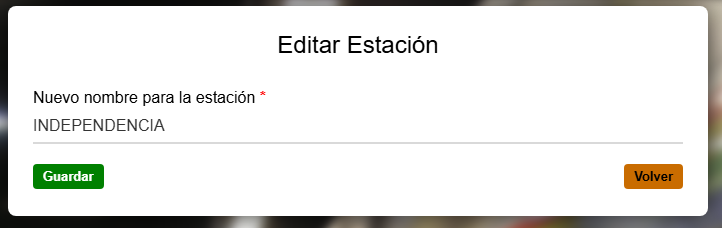 Editar Estación
Nuevo nombre para la estación *
INDEPENDENCIA
Guardar
Volver